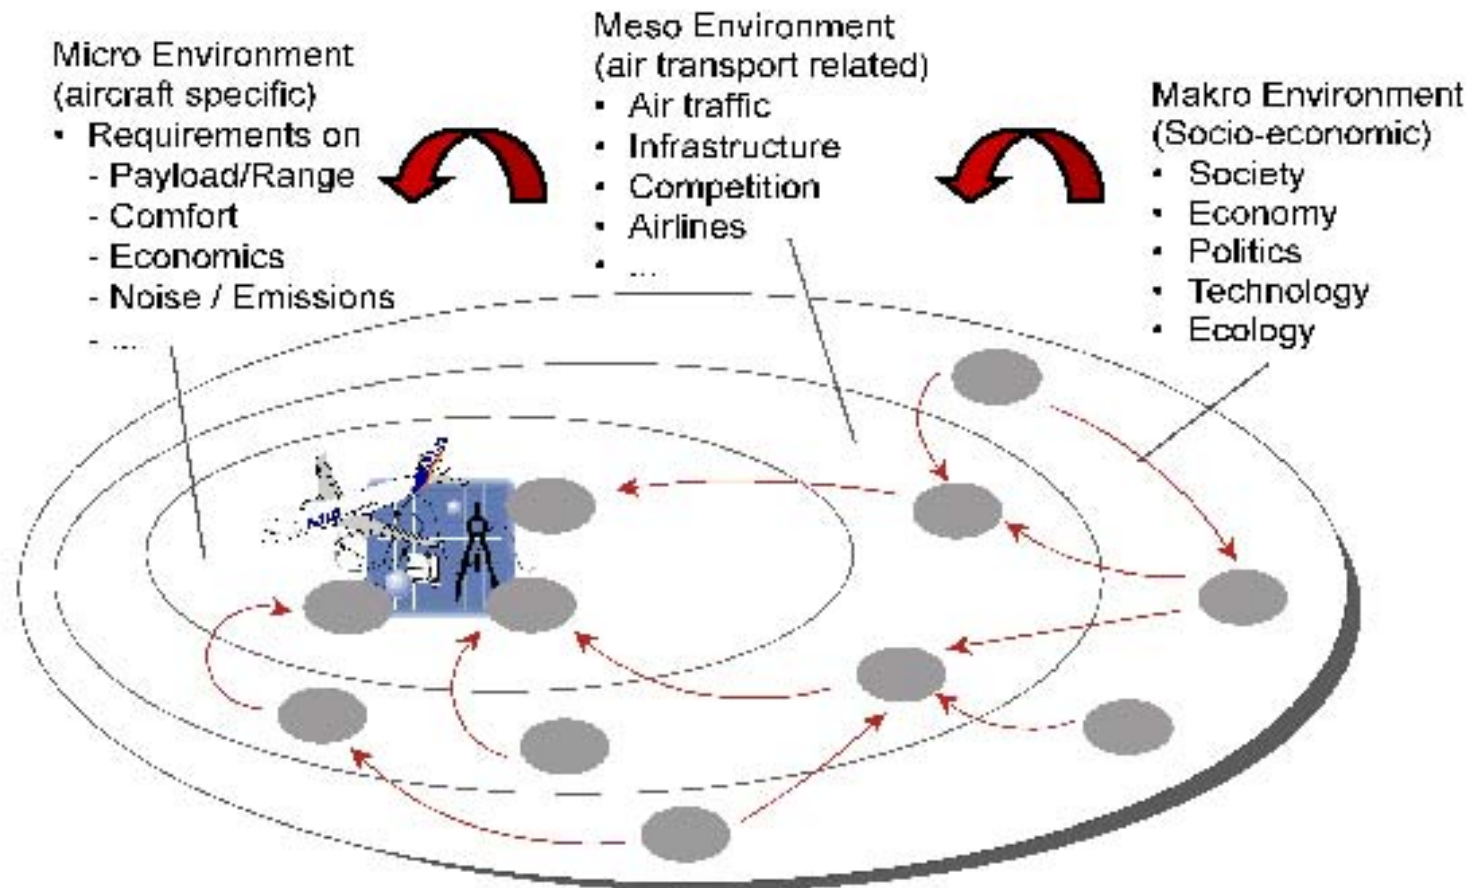 Micro Environment
(aircraft specific)
• Requirements on
- Payload/Range
- Comfort
- Economics
- Noise / Emissions
- ....
Meso Environment
(air transport related)
• Air traffic
• Infrastructure
• Competition
• Airlines
• ...
Makro Environment
(Socio-economic)
• Society
• Economy
• Politics
• Technology
• Ecology